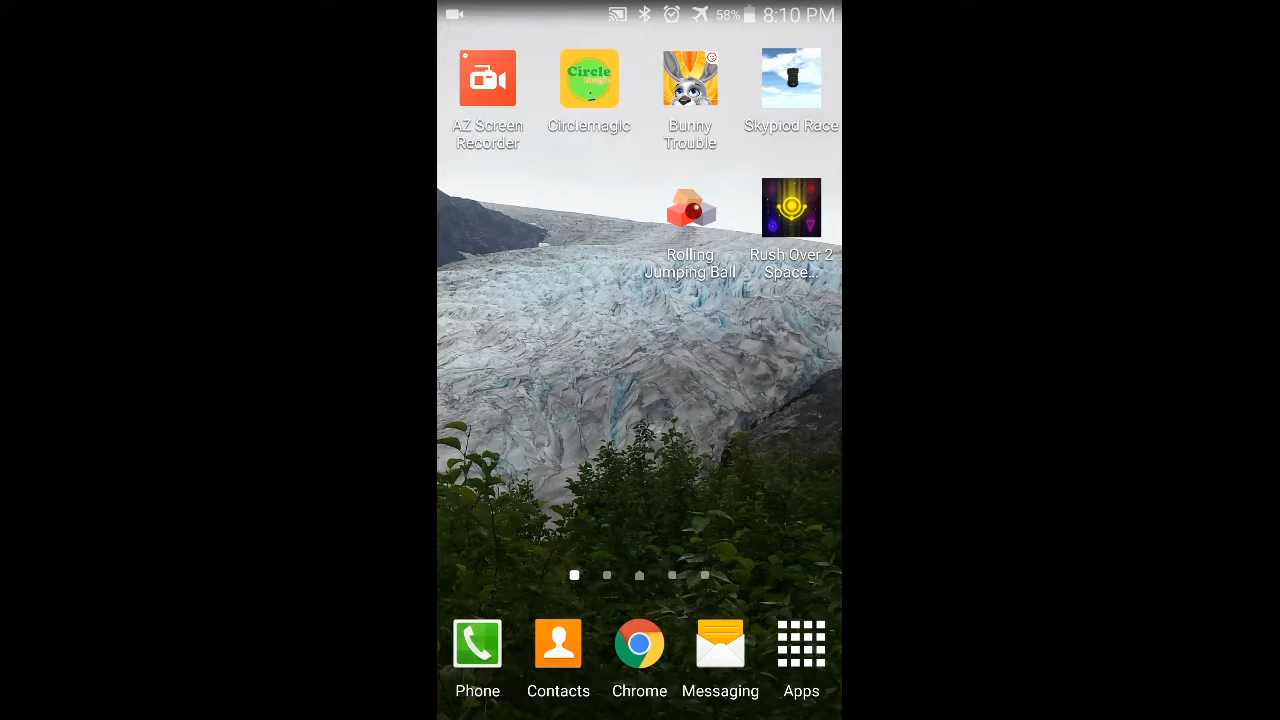 58% 8:10 PM
Circle
AZ Screen Circlemagic Bunny Skypiod Race
Recorder Trouble
Rolling Rush Over 2
Jumping Ball Space...
Phone Contacts Chrome Messaging Apps